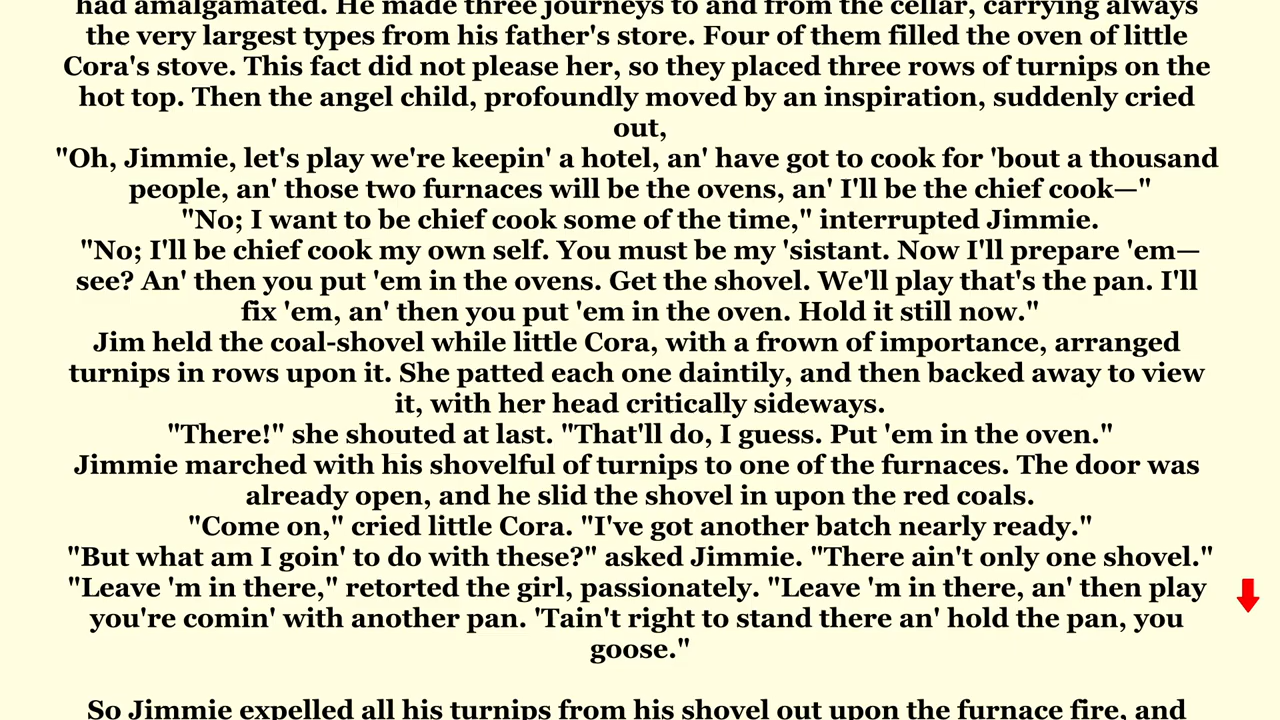 had amalgamated. He made three journeys to and from the cellar, carrying always
the very largest types from his father's store. Four of them filled the oven of little
Cora's stove. This fact did not please her, so they placed three rows of turnips on the
hot top. Then the angel child, profoundly moved by an inspiration, suddenly cried
out,
"Oh, Jimmie, let's play we're keepin' a hotel, an' have got to cook for 'bout a thousand
people, an' those two furnaces will be the ovens, an' I'll be the chief cook—"
"No; I want to be chief cook some of the time," interrupted Jimmie.
"No; I'll be chief cook my own self. You must be my 'sistant. Now I'll prepare 'em—
see? An' then you put 'em in the ovens. Get the shovel. We'll play that's the pan. I'll
fix 'em, an' then you put 'em in the oven. Hold it still now."
Jim held the coal-shovel while little Cora, with a frown of importance, arranged
turnips in rows upon it. She patted each one daintily, and then backed away to view
it, with her head critically sideways.
"There!" she shouted at last. "That'll do, I guess. Put 'em in the oven."
Jimmie marched with his shovelful of turnips to one of the furnaces. The door was
already open, and he slid the shovel in upon the red coals.
"Come on," cried little Cora. "I've got another batch nearly ready."
"But what am I goin' to do with these?" asked Jimmie. "There ain't only one shovel."
"Leave 'm in there," retorted the girl, passionately. "Leave 'm in there, an' then play
you're comin' with another pan. 'Tain't right to stand there an' hold the pan, you
goose."
So Jimmie expelled all his turnips from his shovel out upon the furnace fire, and